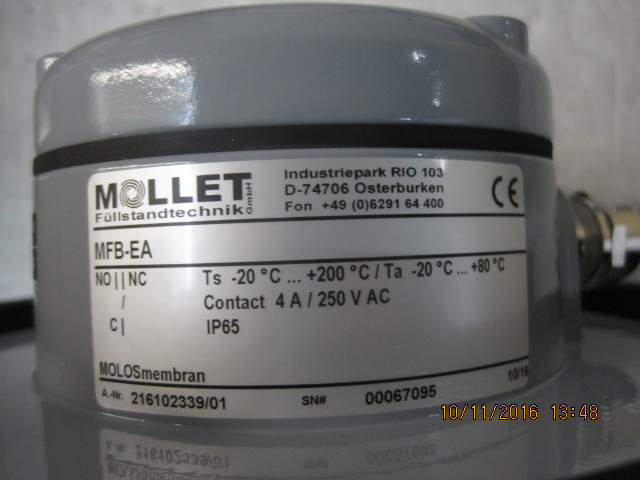 MOLLET GmbH
Füllstandtechnik
Industriepark RIO 103
D-74706 Osterburken
Fon +49 (0)6291 64 400
CE
MFB-EA
NO | | NC Ts -20 °C ... +200 °C / Ta -20 °C ... +80 °C
/ Contact 4 A / 250 V AC
C | IP65
MOLOSmembran 10/16
A.-Nr. 216102339/01 SN# 00067095
10/11/2016 13:48